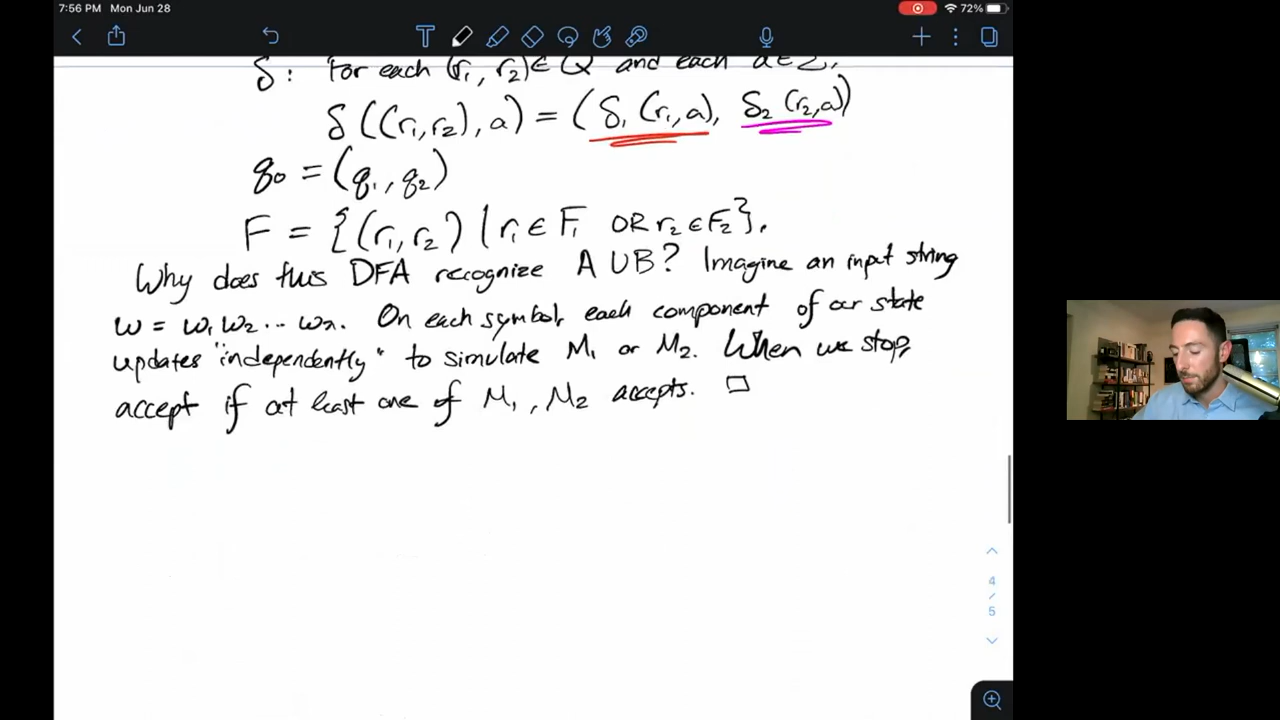 7:56 PM Mon Jun 28
72%
T
δ: For each (r₁, r₂) ∈ Q and each a ∈ Σ,
δ((r₁,r₂), a) = (δ₁(r₁,a), δ₂(r₂,a))
q₀ = (q₁, q₂)
F = {(r₁,r₂) | r₁ ∈ F₁ OR r₂ ∈ F₂}.
Why does this DFA recognize A ∪ B? Imagine an input string
w = w₁w₂ ... wₙ. On each symbol, each component of our state
updates "independently" to simulate M₁ or M₂. When we stop,
accept if at least one of M₁, M₂ accepts. □
4
/
5